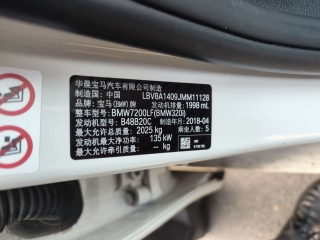 华晨宝马汽车有限公司制造
制造国：中国 LBV8A1409JMM11128
品牌：宝马(BMW)牌 发动机排量：1998 mL
整车型号：BMW7200LF(BMW320i)
发动机型号：B48B20C 制造年月：2018-04
最大允许总质量：2025 kg 乘坐人数：5
发动机最大净功率：135 kW
最大允许牵引质量：-- kg